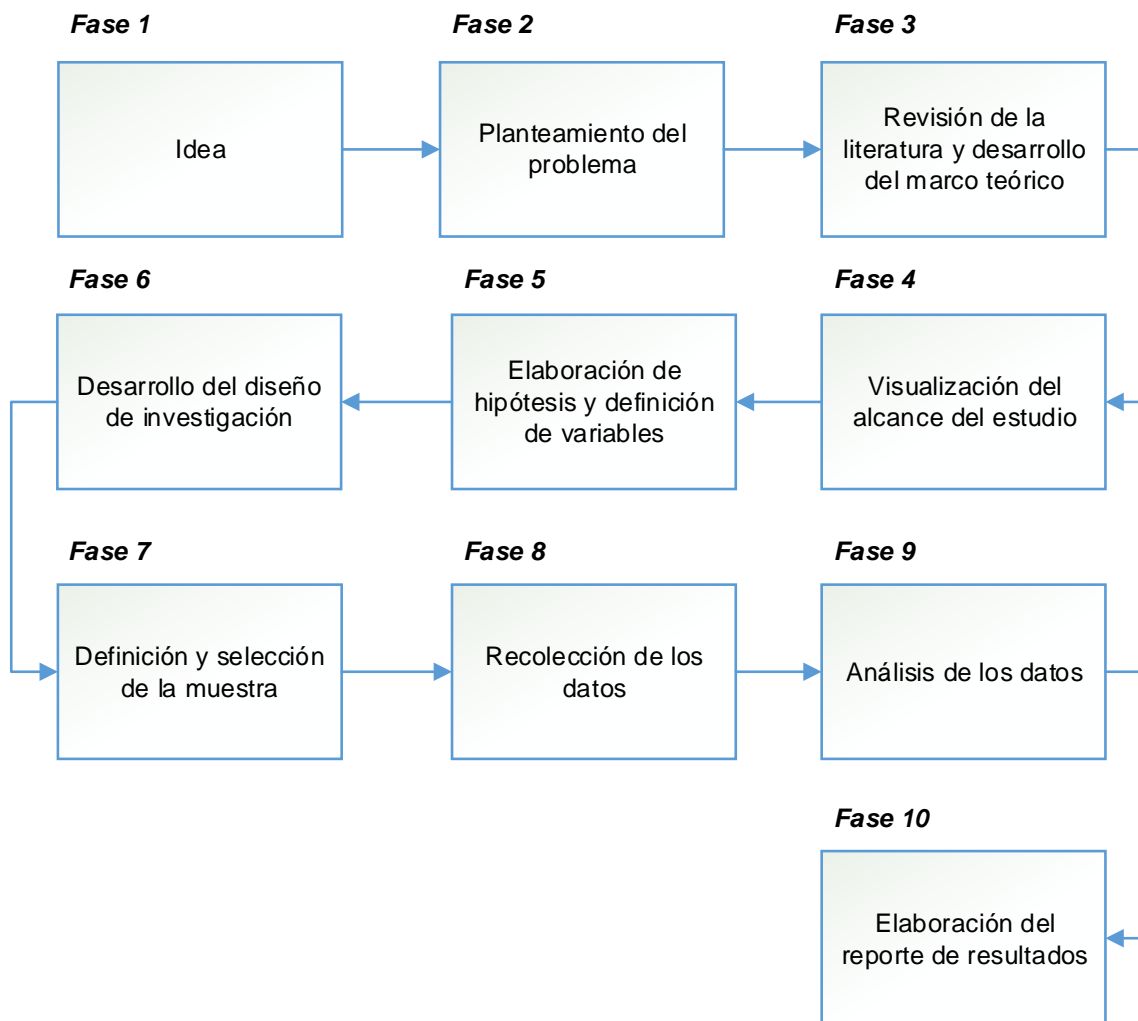 Fase 1
Fase 2
Fase 3
Idea
Planteamiento del
problema
Revisión de la
literatura y desarrollo
del marco teórico
Fase 6
Fase 5
Fase 4
Desarrollo del diseño
de investigación
Elaboración de
hipótesis y definición
de variables
Visualización del
alcance del estudio
Fase 7
Fase 8
Fase 9
Definición y selección
de la muestra
Recolección de los
datos
Análisis de los datos
Fase 10
Elaboración del
reporte de resultados